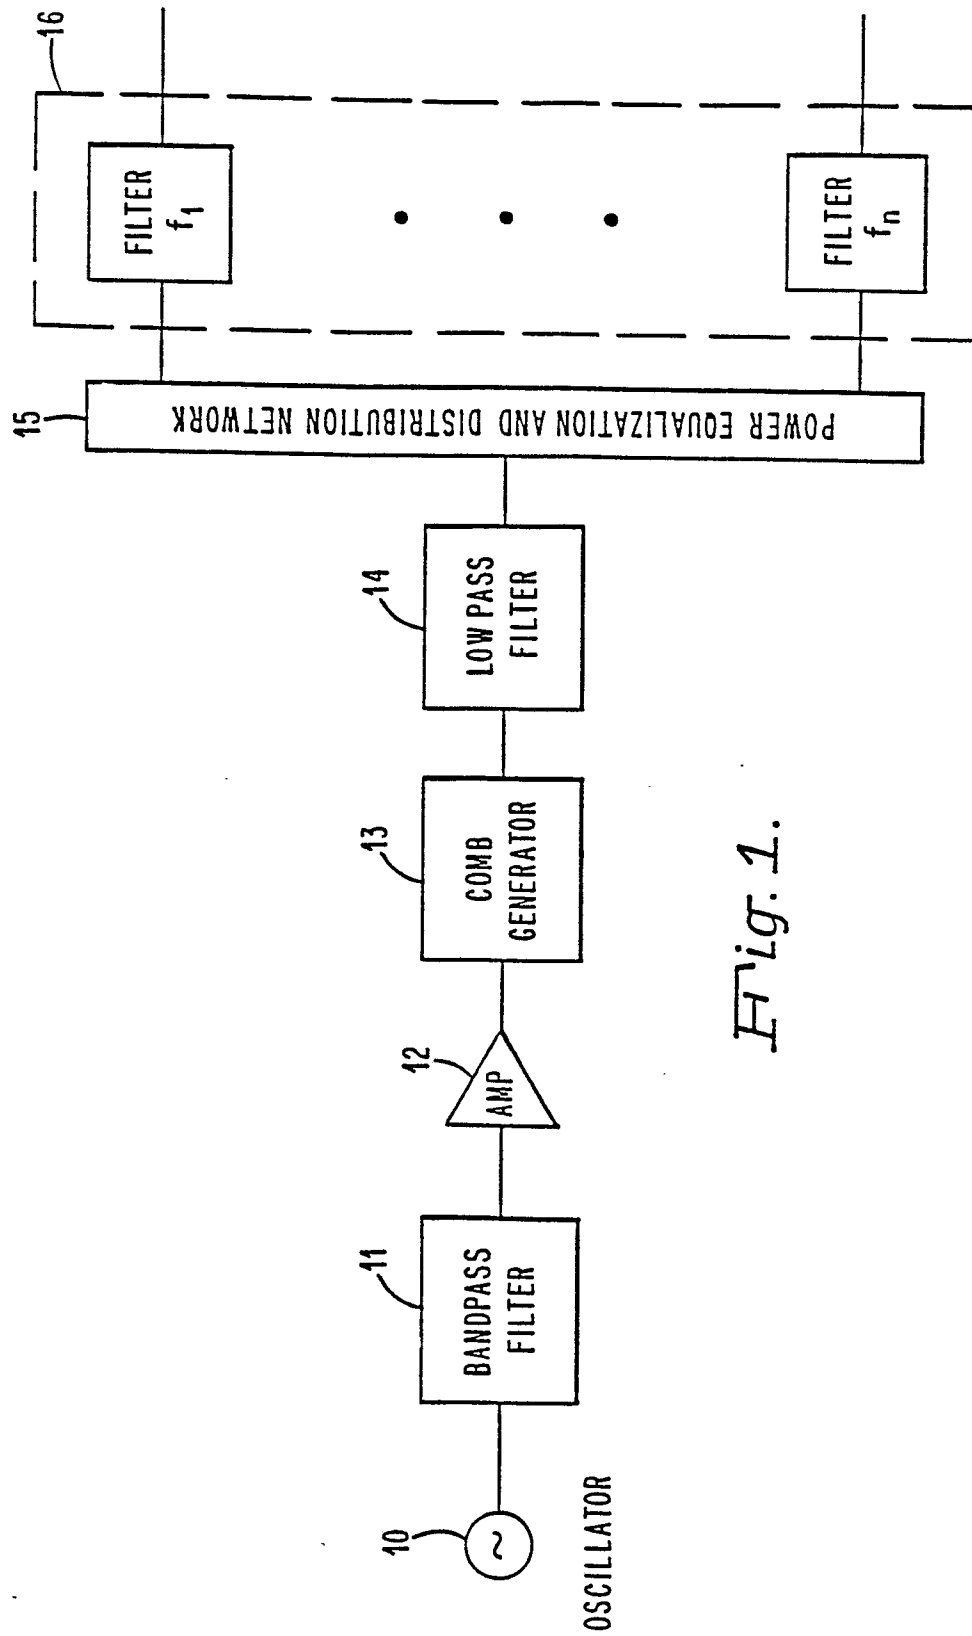 10
OSCILLATOR
11
BANDPASS
FILTER
12
AMP
13
COMB
GENERATOR
14
LOW PASS
FILTER
15
POWER EQUALIZATION AND DISTRIBUTION NETWORK
16
FILTER
f1
FILTER
fn
Fig. 1.